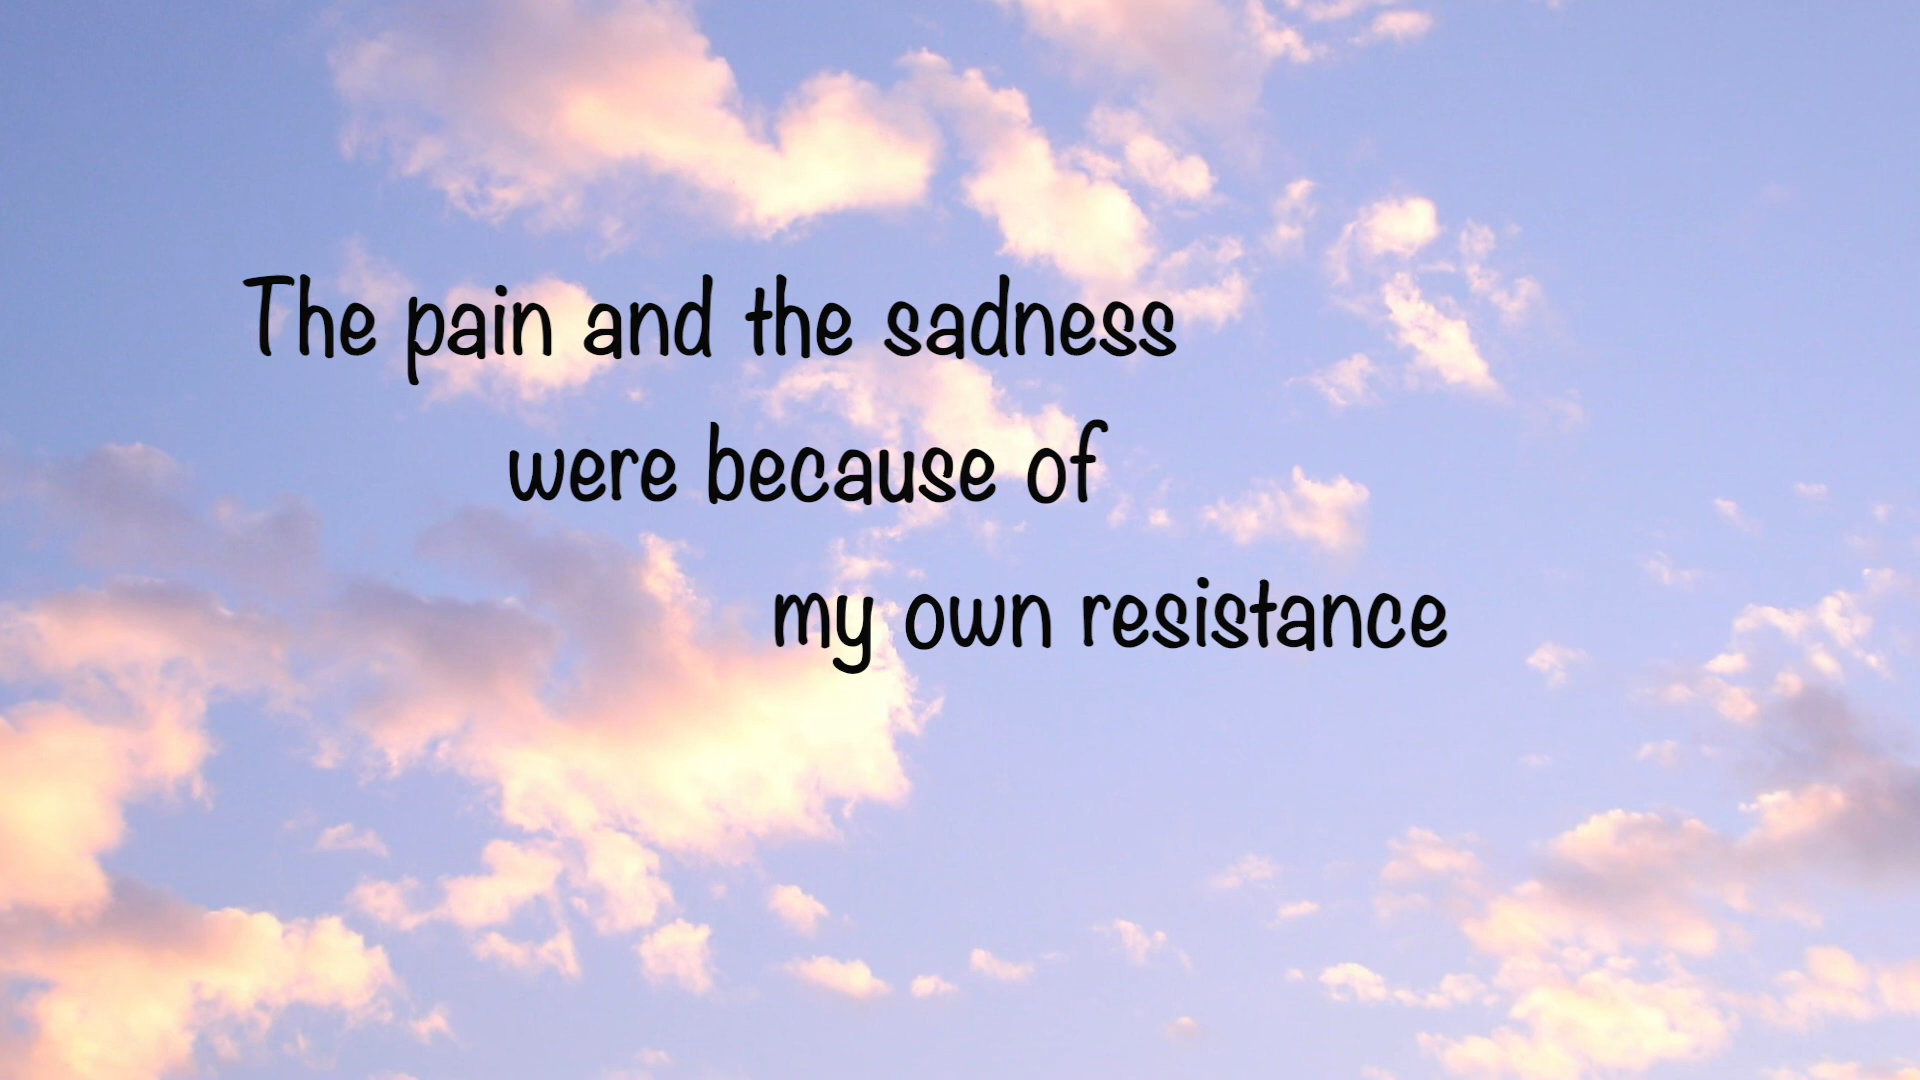 The pain and the sadness
were because of
my own resistance